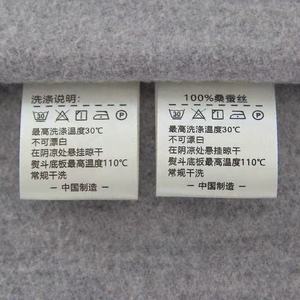 洗涤说明：
最高洗涤温度30℃
不可漂白
在阴凉处悬挂晾干
熨斗底板最高温度110℃
常规干洗
— 中国制造 —
100%桑蚕丝
最高洗涤温度30℃
不可漂白
在阴凉处悬挂晾干
熨斗底板最高温度110℃
常规干洗
— 中国制造 —